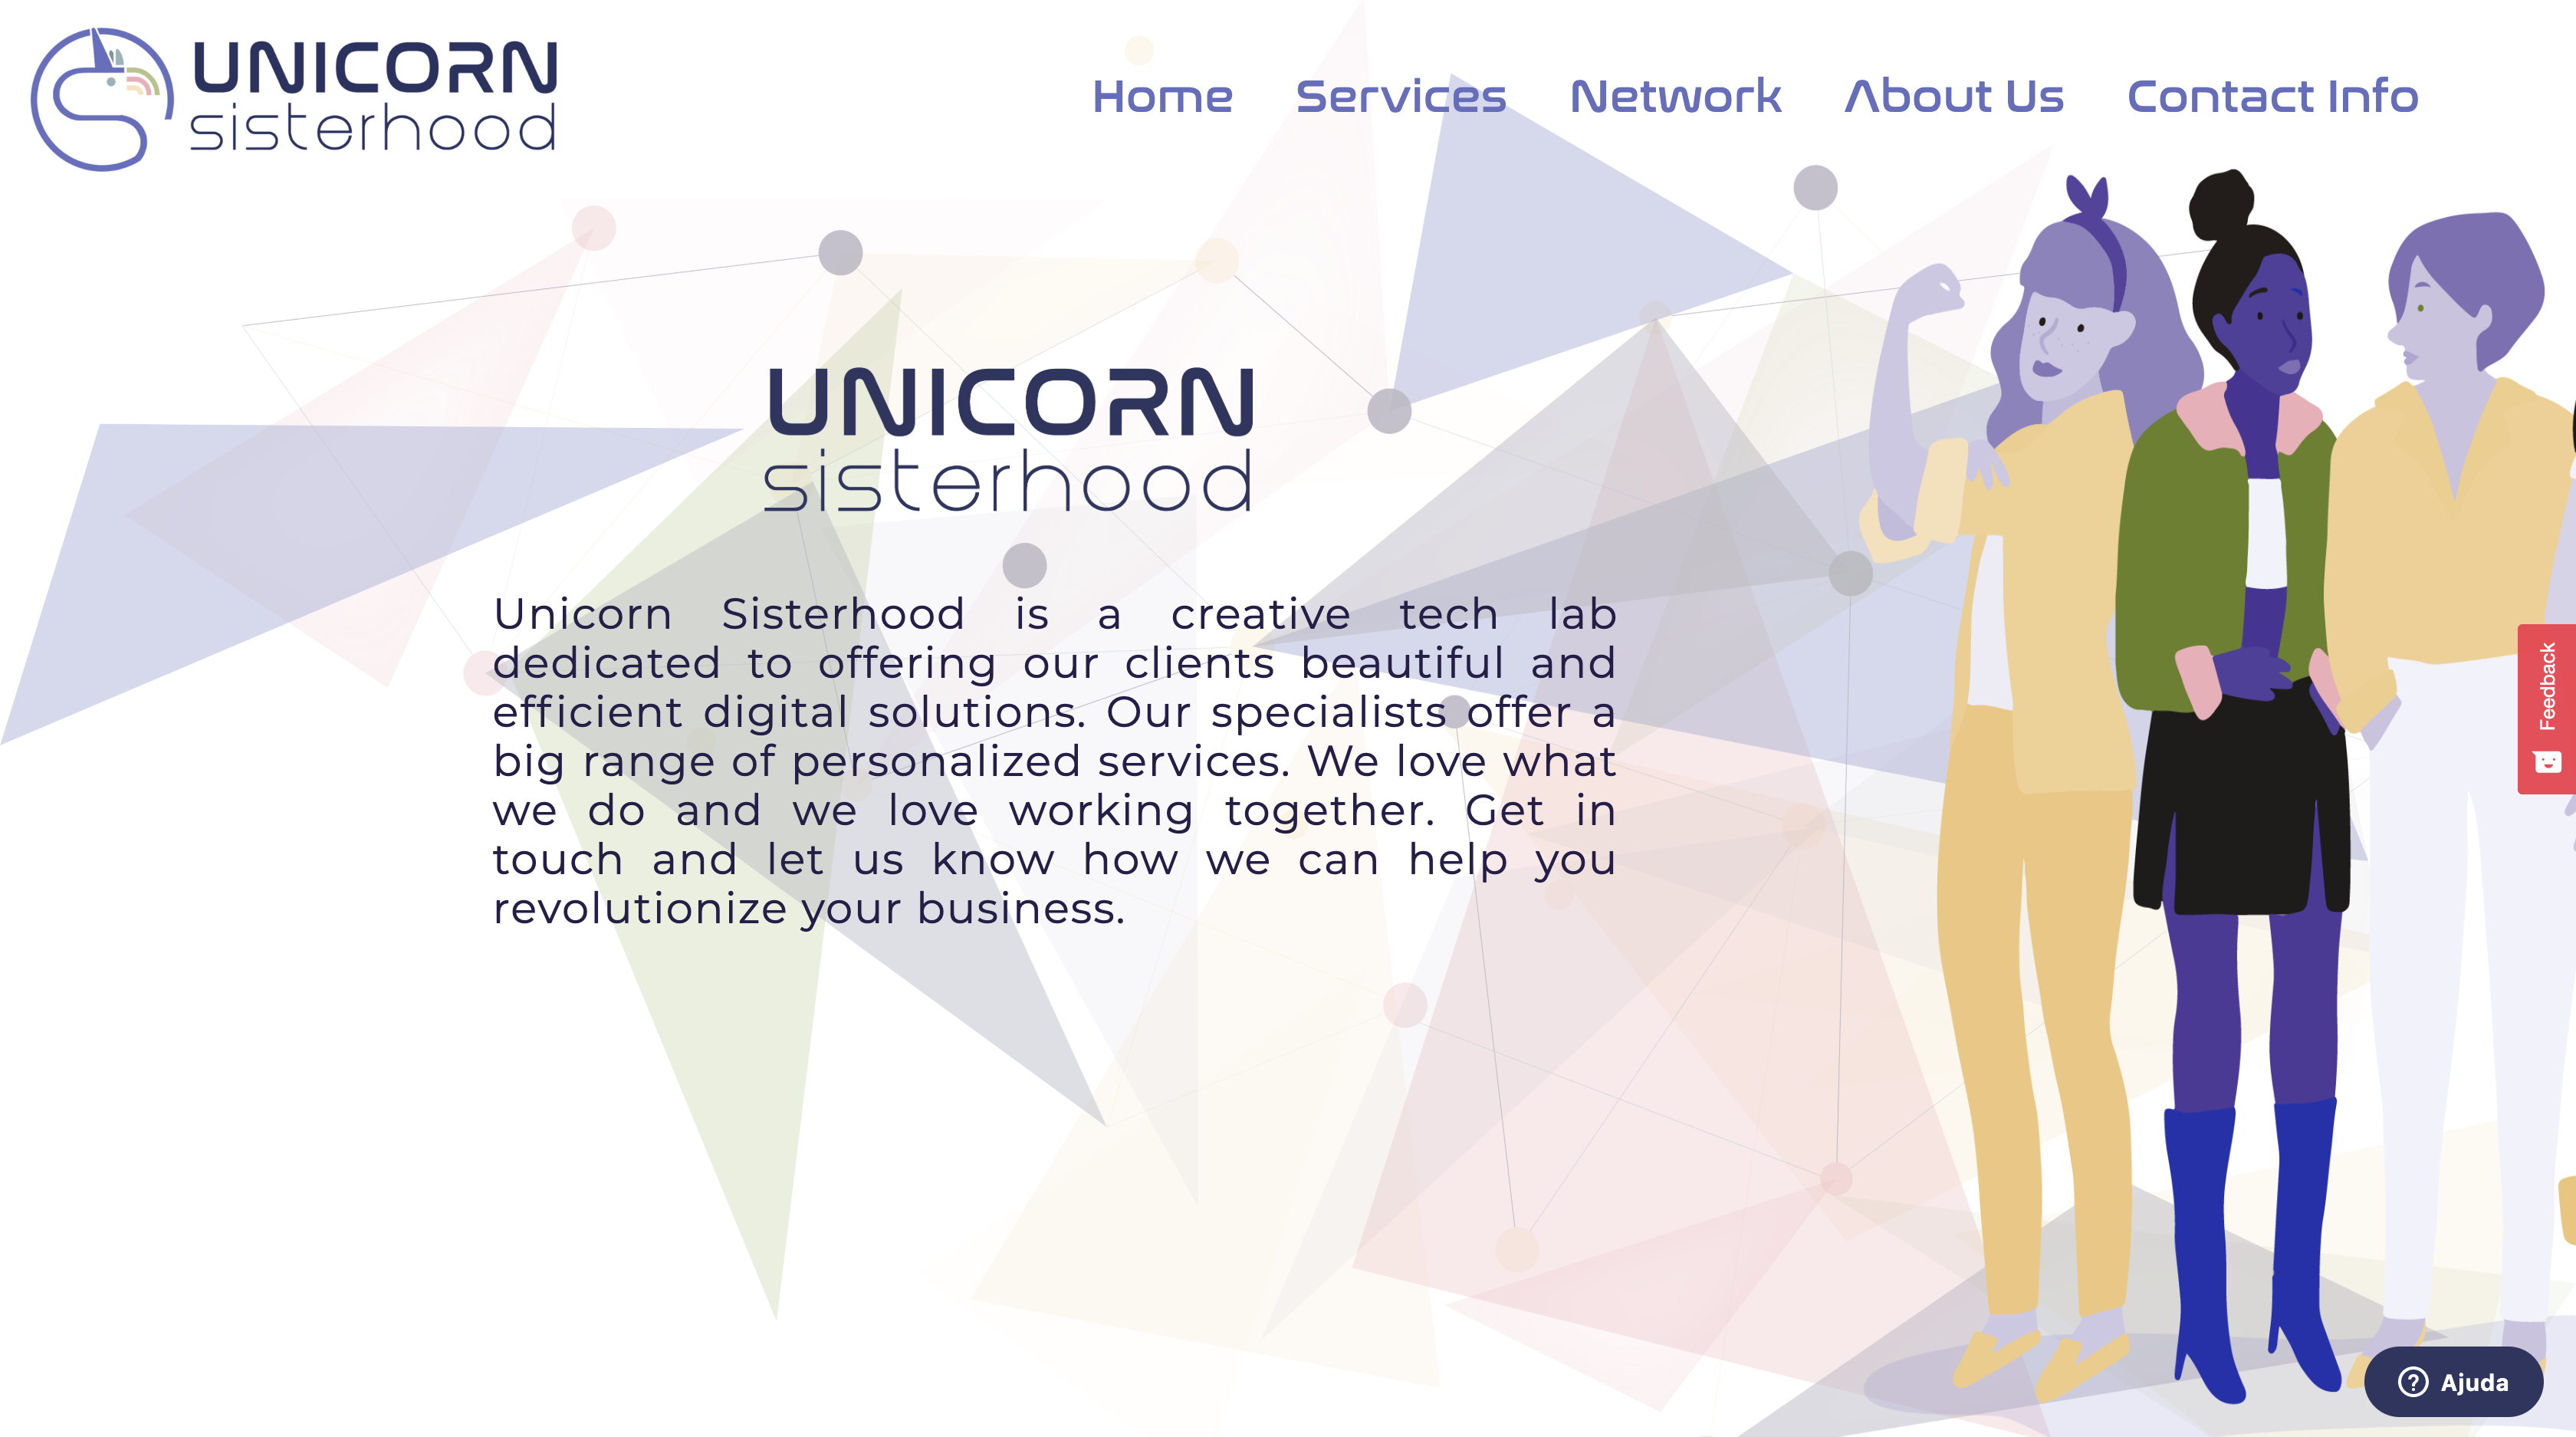 UNICORN
sisterhood
Home Services Network About Us Contact Info
UNICORN
sisterhood
Unicorn Sisterhood is a creative tech lab
dedicated to offering our clients beautiful and
efficient digital solutions. Our specialists offer a
big range of personalized services. We love what
we do and we love working together. Get in
touch and let us know how we can help you
revolutionize your business.
Feedback
Ajuda